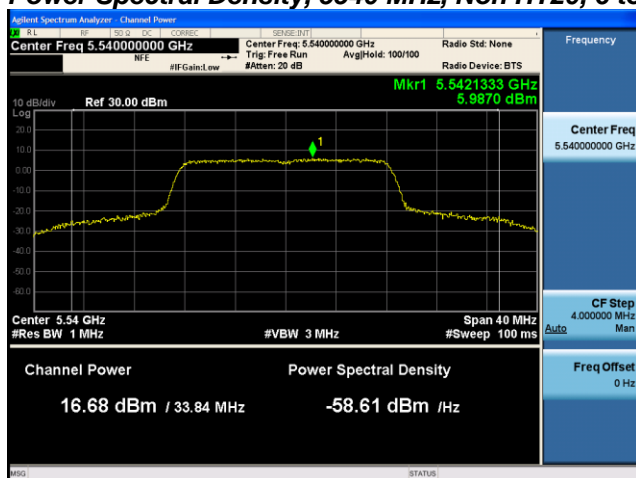 Power Spectral Density, 5540 MHz, Non HT20, 6 to
Agilent Spectrum Analyzer - Channel Power
RL RF 50 Ω DC CORREC SENSE:INT
Center Freq 5.540000000 GHz
NFE
#IFGain:Low
Center Freq: 5.540000000 GHz
Trig: Free Run Avg|Hold: 100/100
#Atten: 20 dB
Radio Std: None
Radio Device: BTS
Mkr1 5.5421333 GHz
5.9870 dBm
10 dB/div Ref 30.00 dBm
Log
20.0
10.0
0.00
-10.0
-20.0
-30.0
-40.0
-50.0
-60.0
1
Center 5.54 GHz Span 40 MHz
#Res BW 1 MHz #VBW 3 MHz #Sweep 100 ms
Channel Power Power Spectral Density
16.68 dBm / 33.84 MHz -58.61 dBm /Hz
MSG STATUS
Frequency
Center Freq
5.540000000 GHz
CF Step
4.000000 MHz
Auto Man
Freq Offset
0 Hz